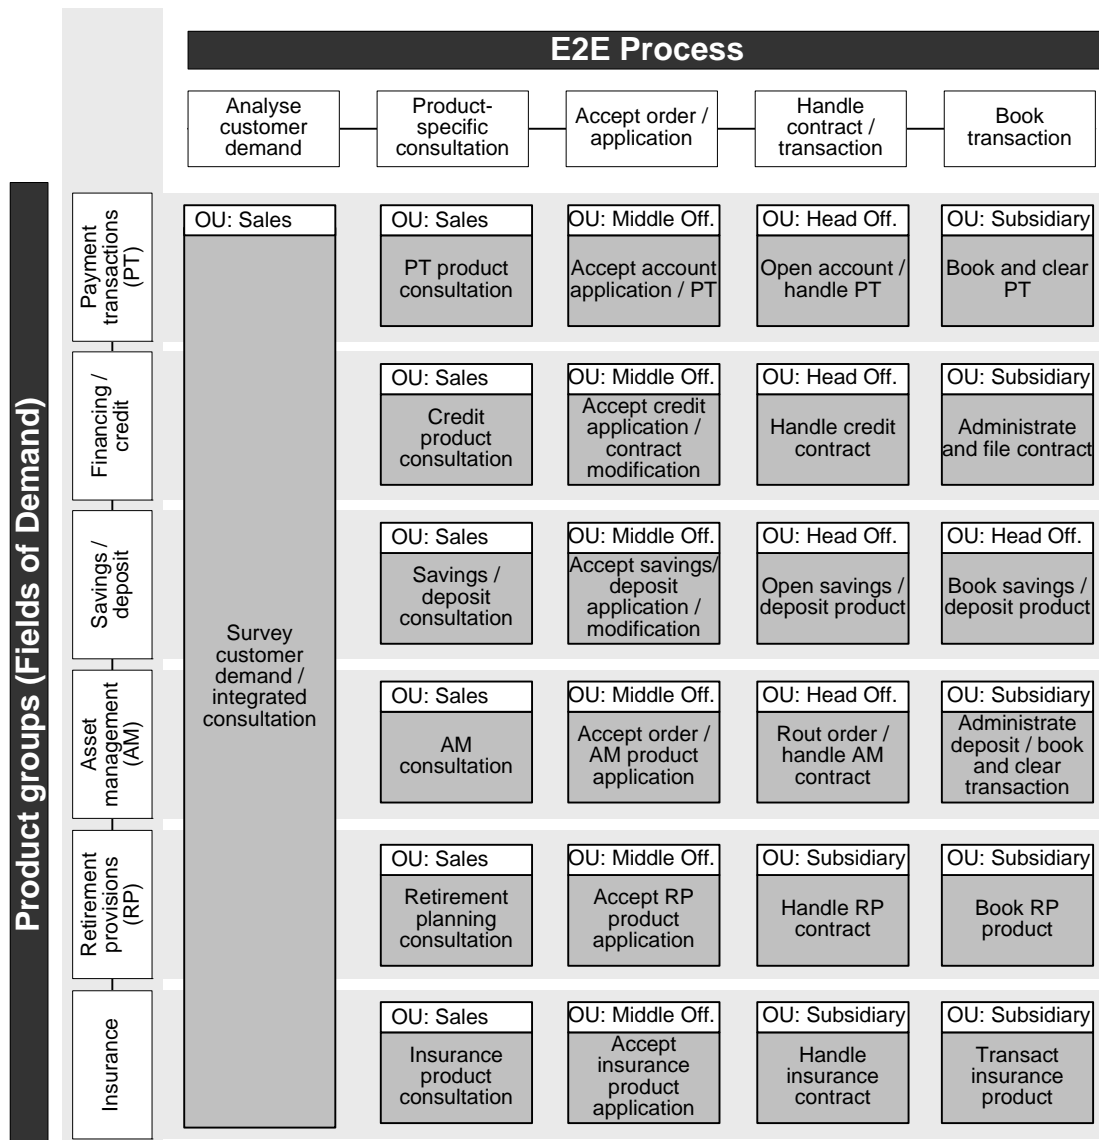 E2E Process
Analyse
customer
demand
Product-
specific
consultation
Accept order /
application
Handle
contract /
transaction
Book
transaction
Product groups (Fields of Demand)
Payment
transactions
(PT)
OU: Sales
Survey
customer
demand /
integrated
consultation
OU: Sales
PT product
consultation
OU: Middle Off.
Accept account
application / PT
OU: Head Off.
Open account /
handle PT
OU: Subsidiary
Book and clear
PT
Financing /
credit
OU: Sales
Credit
product
consultation
OU: Middle Off.
Accept credit
application /
contract
modification
OU: Head Off.
Handle credit
contract
OU: Subsidiary
Administrate
and file contract
Savings /
deposit
OU: Sales
Savings /
deposit
consultation
OU: Middle Off.
Accept savings/
deposit
application /
modification
OU: Head Off.
Open savings /
deposit product
OU: Head Off.
Book savings /
deposit product
Asset
management
(AM)
OU: Sales
AM
consultation
OU: Middle Off.
Accept order /
AM product
application
OU: Head Off.
Rout order /
handle AM
contract
OU: Subsidiary
Administrate
deposit / book
and clear
transaction
Retirement
provisions
(RP)
OU: Sales
Retirement
planning
consultation
OU: Middle Off.
Accept RP
product
application
OU: Subsidiary
Handle RP
contract
OU: Subsidiary
Book RP
product
Insurance
OU: Sales
Insurance
product
consultation
OU: Middle Off.
Accept
insurance
product
application
OU: Subsidiary
Handle
insurance
contract
OU: Subsidiary
Transact
insurance
product